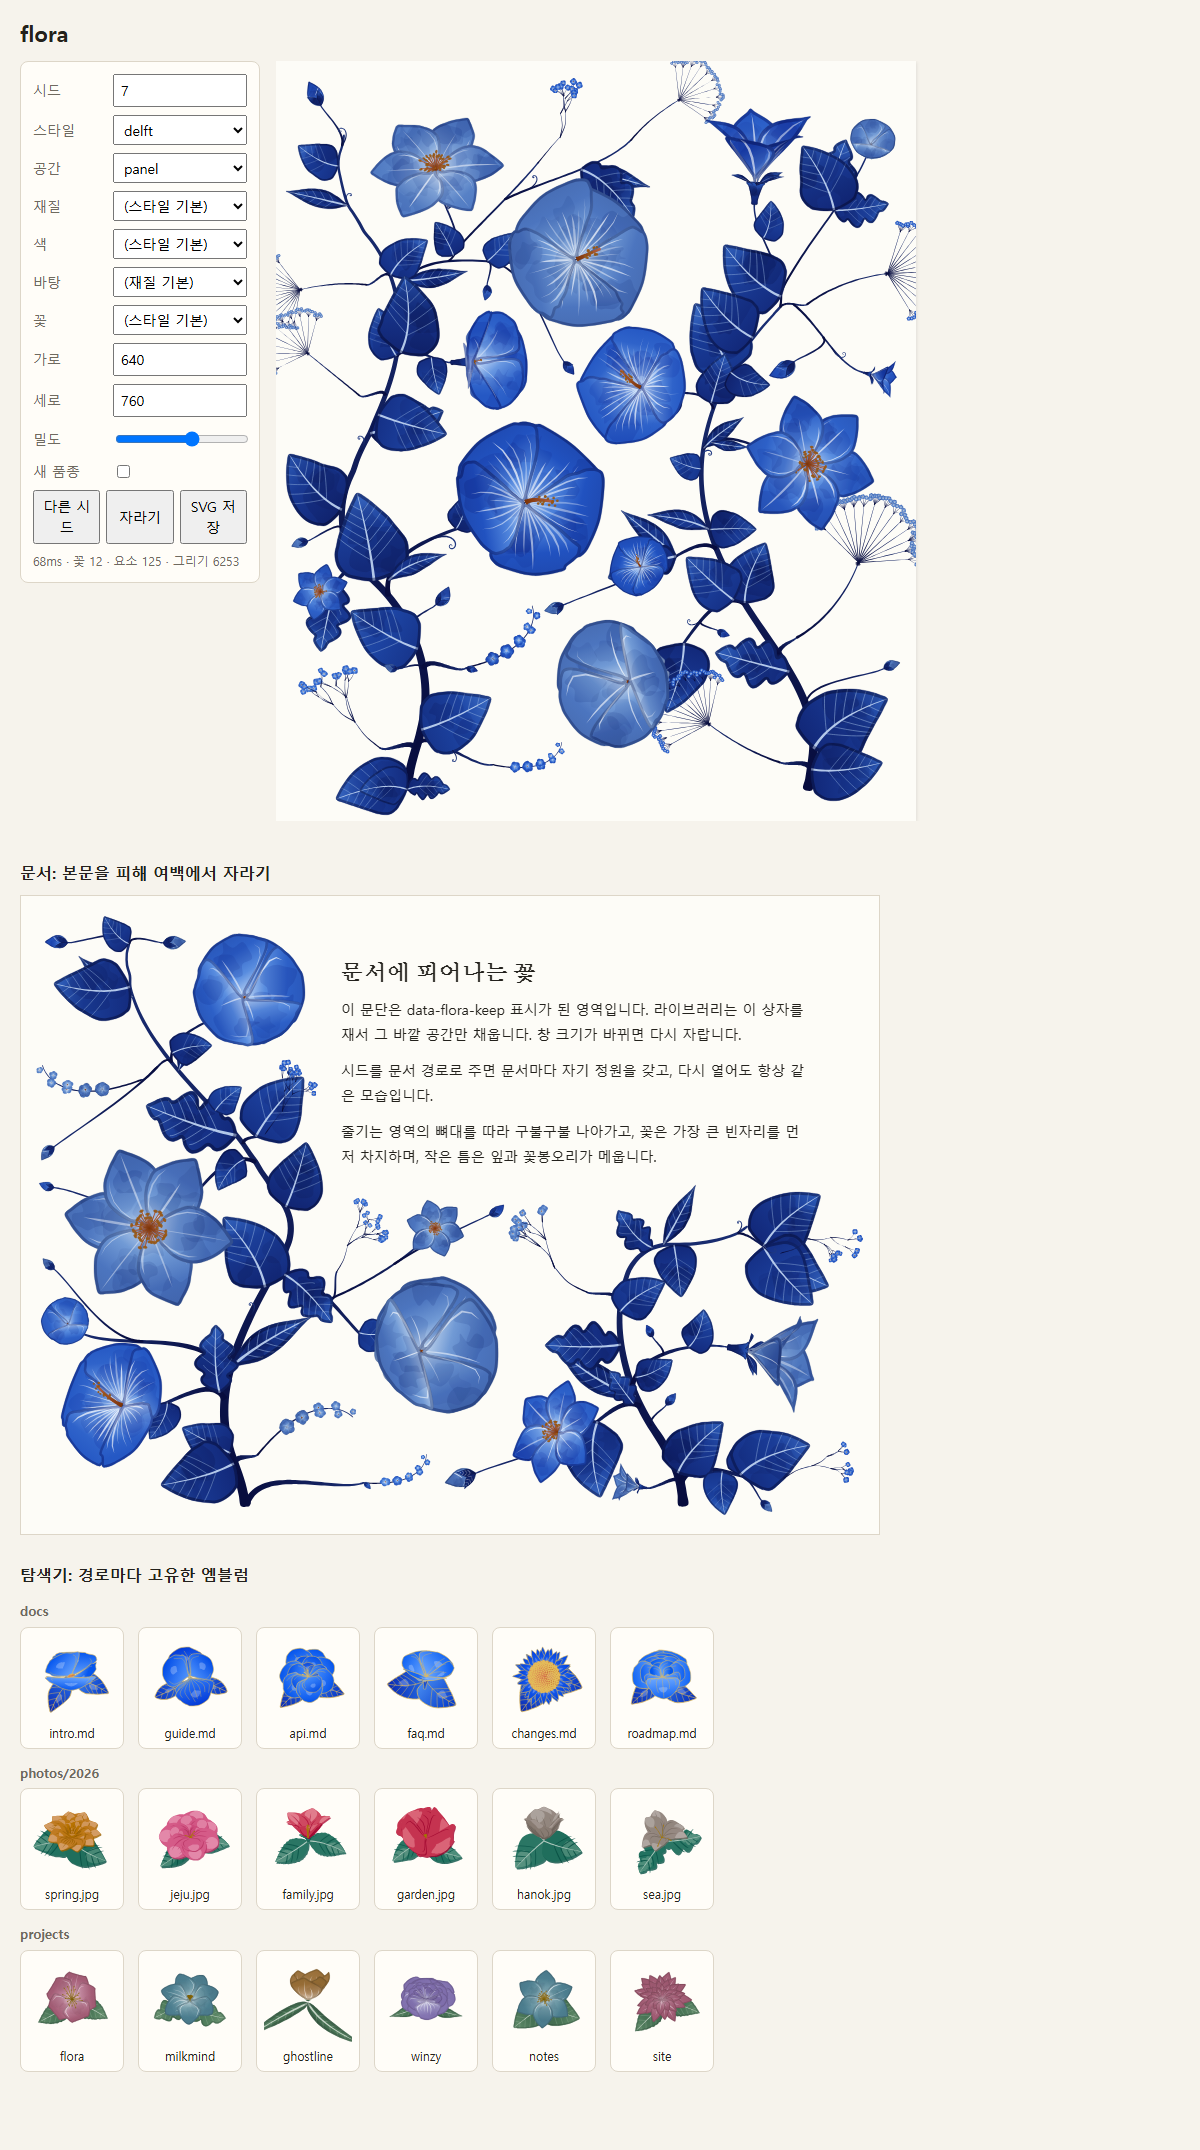 flora
시드
7
스타일
delft
공간
panel
재질
(스타일 기본)
색
(스타일 기본)
바탕
(재질 기본)
꽃
(스타일 기본)
가로
640
세로
760
밀도
새 품종
다른 시
드
자라기
SVG 저
장
68ms · 꽃 12 · 요소 125 · 그리기 6253
문서: 본문을 피해 여백에서 자라기
문서에 피어나는 꽃
이 문단은 data-flora-keep 표시가 된 영역입니다. 라이브러리는 이 상자를
재서 그 바깥 공간만 채웁니다. 창 크기가 바뀌면 다시 자랍니다.
시드를 문서 경로로 주면 문서마다 자기 정원을 갖고, 다시 열어도 항상 같
은 모습입니다.
줄기는 영역의 뼈대를 따라 구불구불 나아가고, 꽃은 가장 큰 빈자리를 먼
저 차지하며, 작은 틈은 잎과 꽃봉오리가 메웁니다.
탐색기: 경로마다 고유한 엠블럼
docs
intro.md
guide.md
api.md
faq.md
changes.md
roadmap.md
photos/2026
spring.jpg
jeju.jpg
family.jpg
garden.jpg
hanok.jpg
sea.jpg
projects
flora
milkmind
ghostline
winzy
notes
site